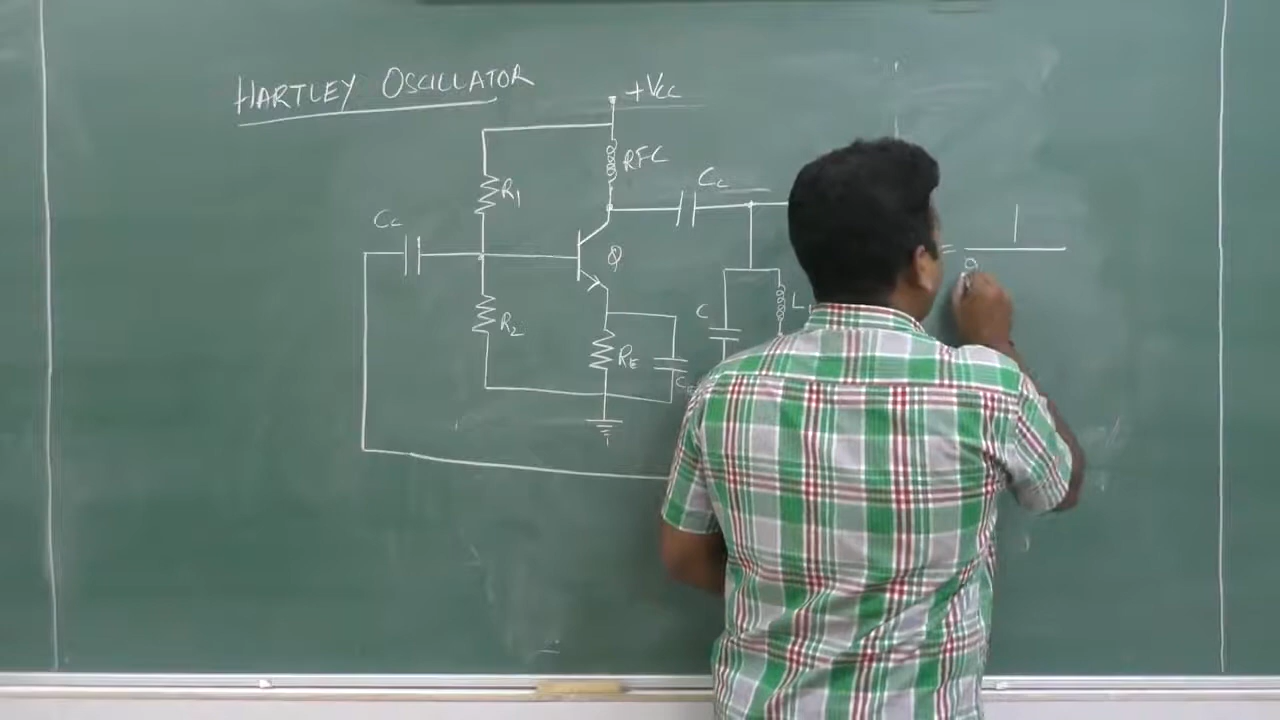 HARTLEY OSCILLATOR
+VCC
RFC
R1
CC
CC
Q
R2
RE
C
L1
= 1